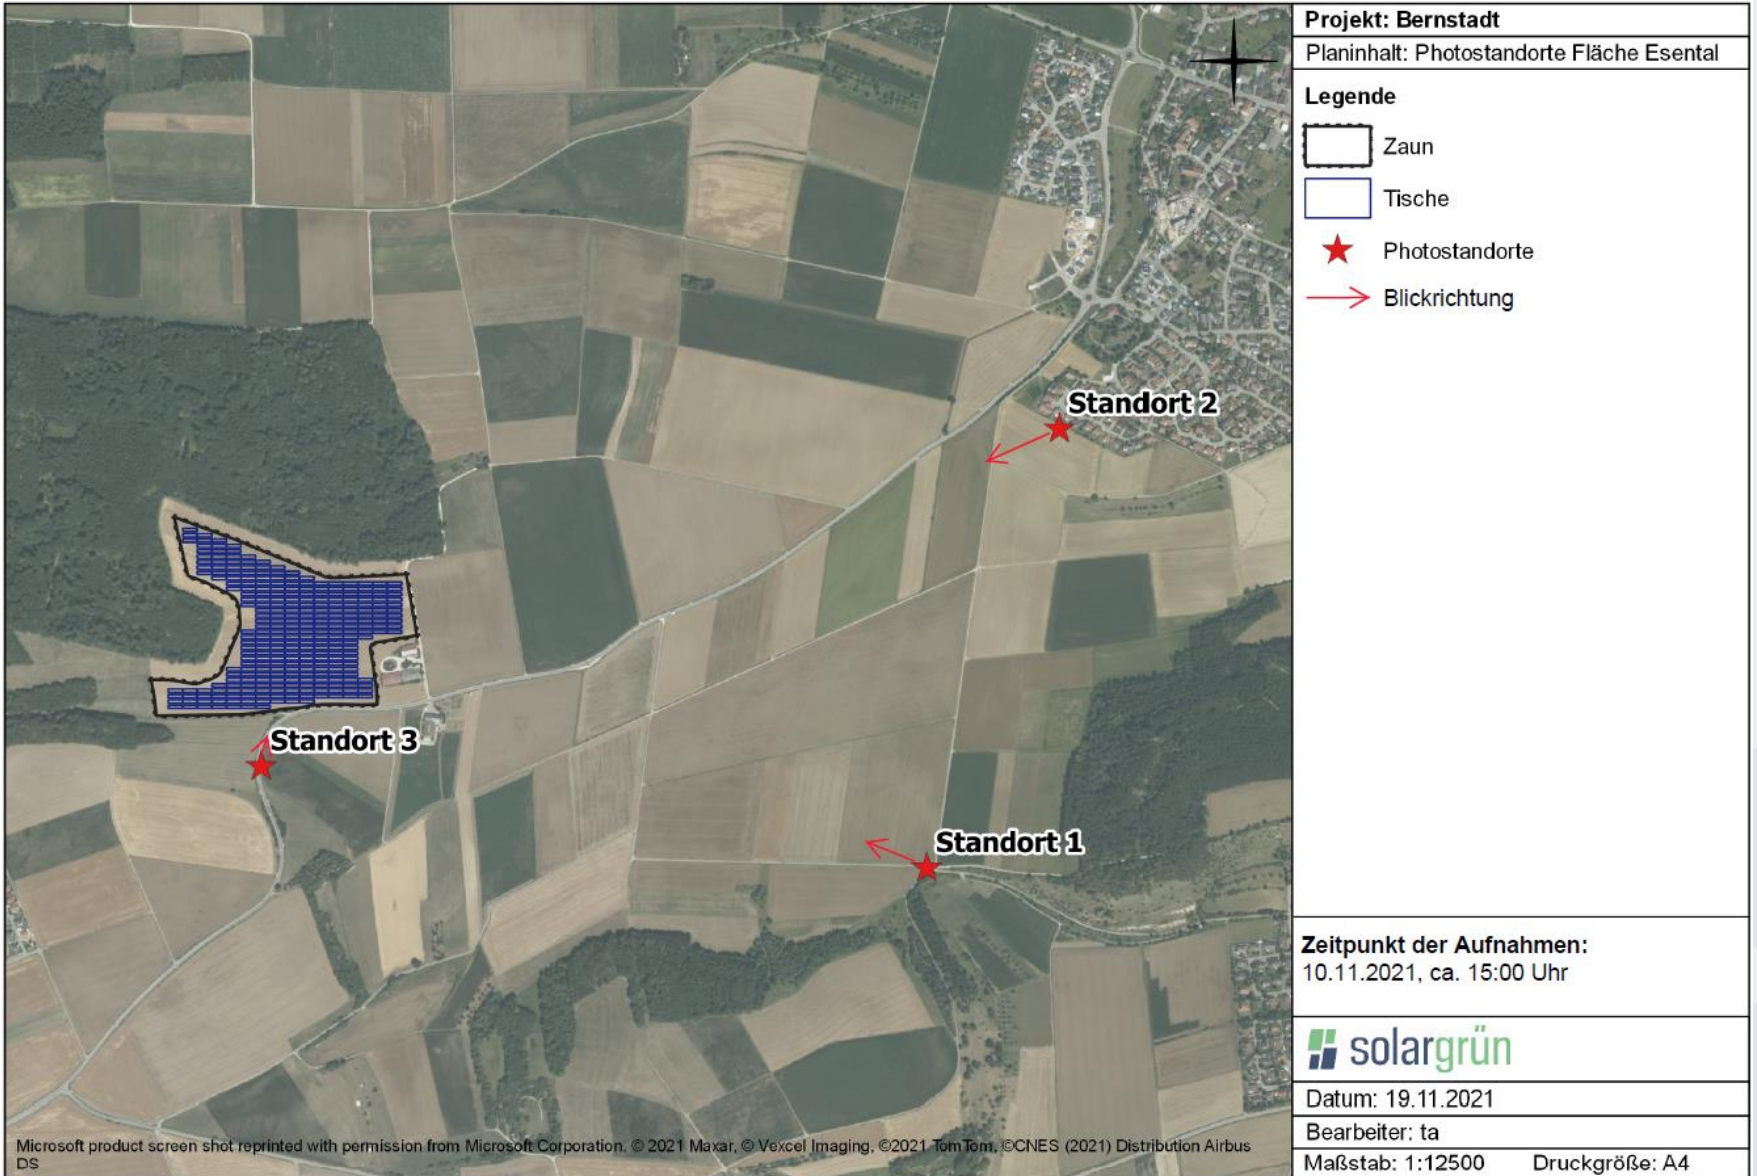 Projekt: Bernstadt
Planinhalt: Photostandorte Fläche Esental
Legende
Zaun
Tische
Photostandorte
Blickrichtung
Standort 2
Standort 3
Standort 1
Zeitpunkt der Aufnahmen:
10.11.2021, ca. 15:00 Uhr
solargrün
Datum: 19.11.2021
Bearbeiter: ta
Maßstab: 1:12500 Druckgröße: A4
Microsoft product screen shot reprinted with permission from Microsoft Corporation. © 2021 Maxar, © Vexcel Imaging, ©2021 TomTom, ©CNES (2021) Distribution Airbus
DS